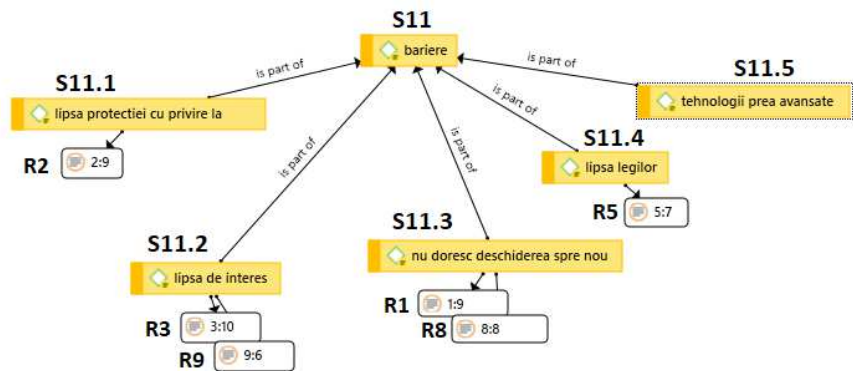 S11
bariere
is part of
is part of
is part of
is part of
is part of
S11.1
lipsa protectiei cu privire la
R2
2:9
S11.5
tehnologii prea avansate
S11.4
lipsa legilor
R5
5:7
S11.2
lipsa de interes
R3
3:10
R9
9:6
S11.3
nu doresc deschiderea spre nou
R1
1:9
R8
8:8